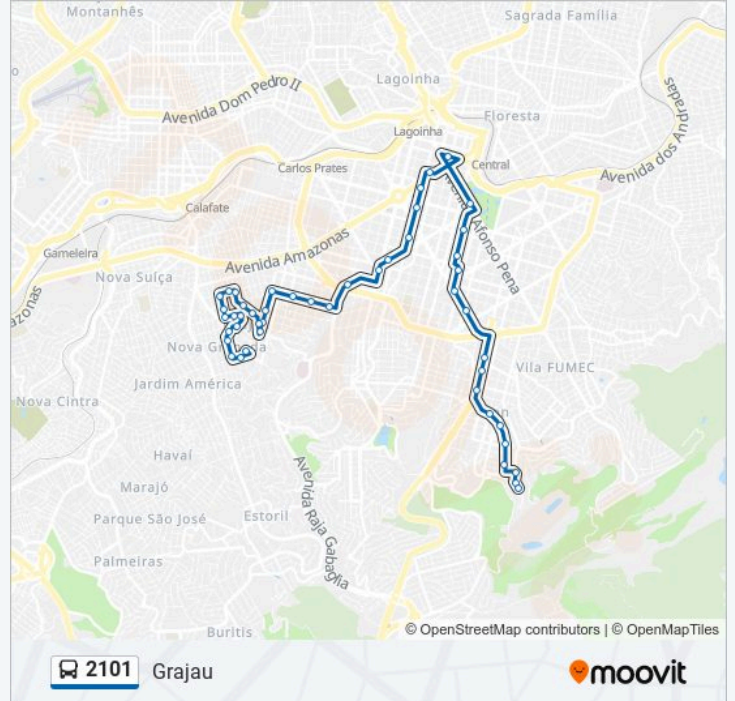 Montanhês
Sagrada Família
Lagoinha
Avenida Dom Pedro II
Floresta
Avenida dos Andradas
Lagoinha
Central
Carlos Prates
Calafate
Avenida Afonso Pena
Avenida Amazonas
Gameleira
Nova Suíça
azonas
Nova Granada
Vila FUMEC
Jardim América
Nova Cintra
Havaí
Avenida Raja Gabaglia
Marajó
Parque São José
Estoril
Palmeiras
Buritis
© OpenStreetMap contributors | © OpenMapTiles
2101 Grajau
moovit